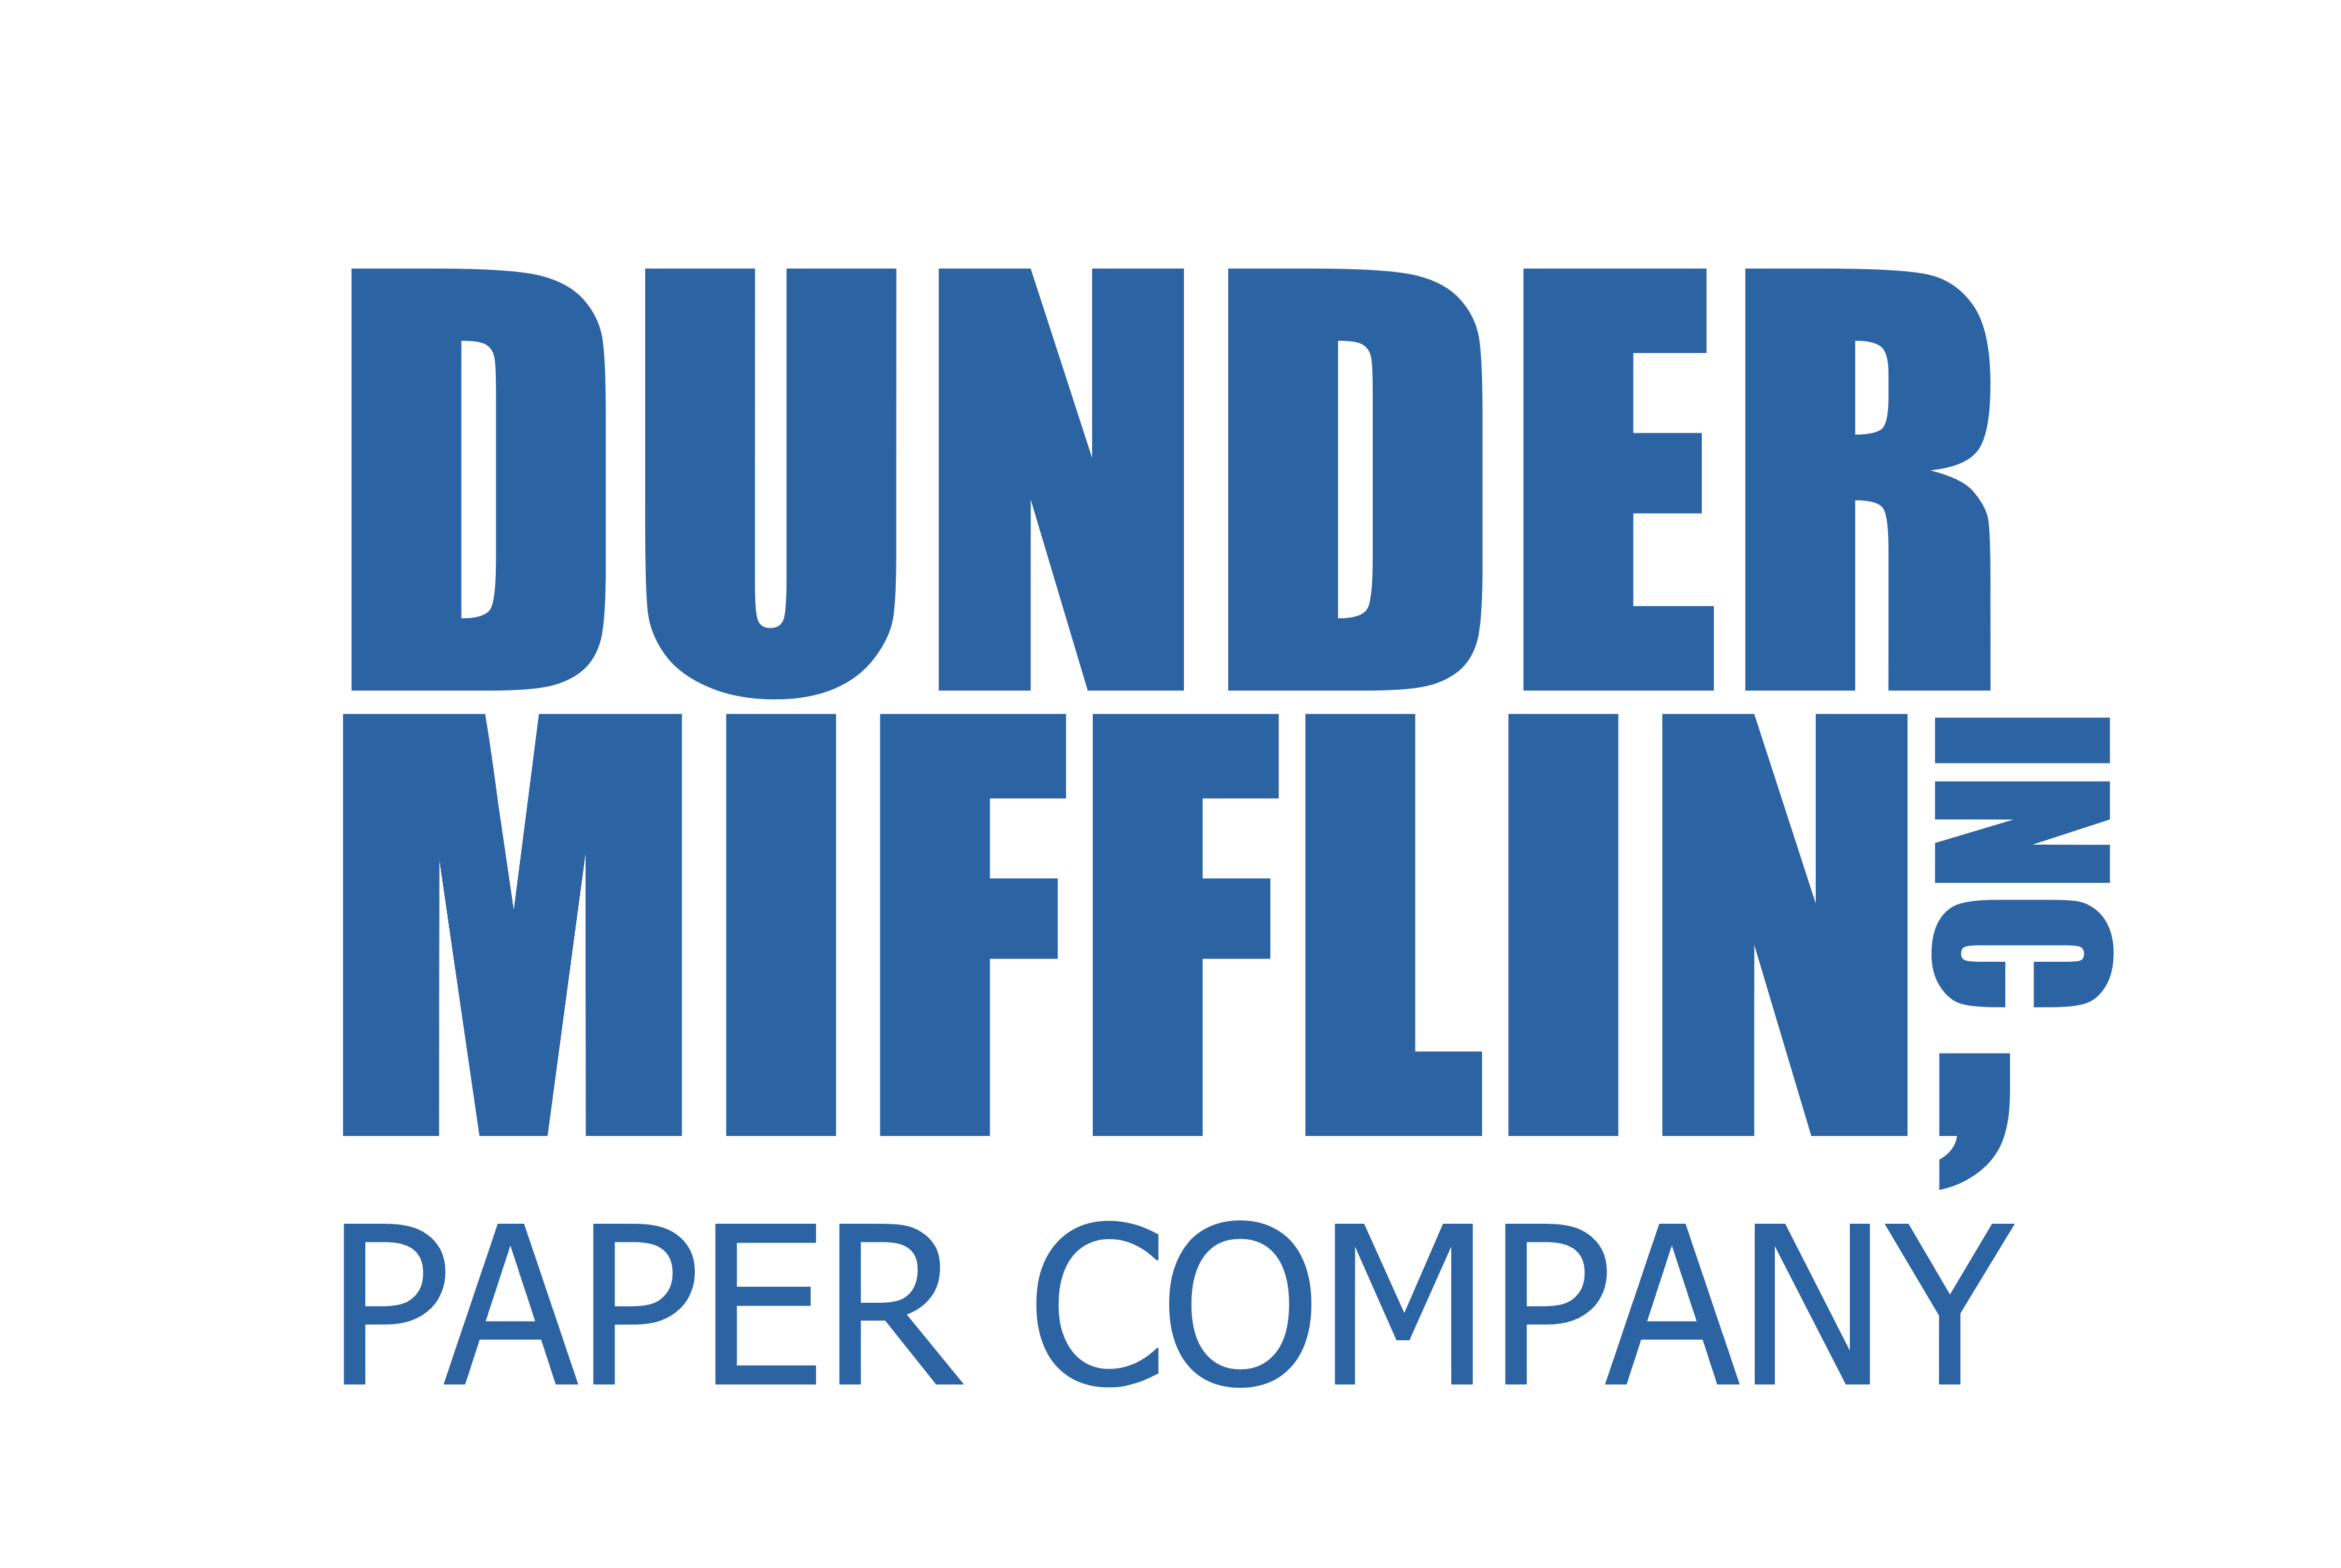 DUNDER
MIFFLIN,
INC
PAPER COMPANY